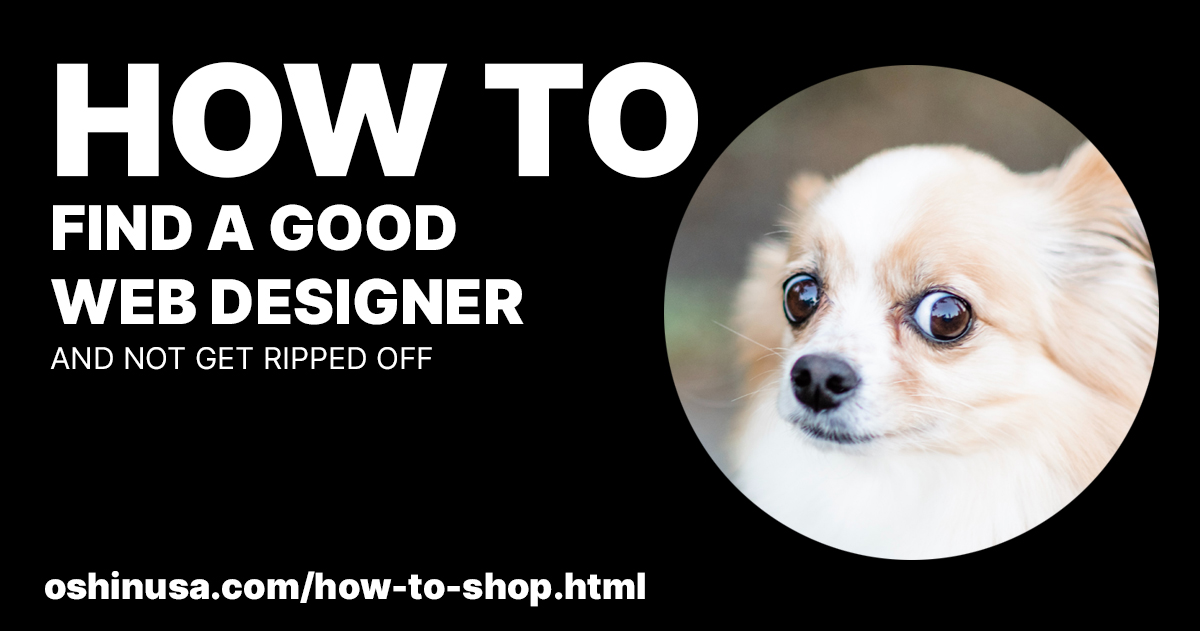 HOW TO
FIND A GOOD
WEB DESIGNER
AND NOT GET RIPPED OFF
oshinusa.com/how-to-shop.html